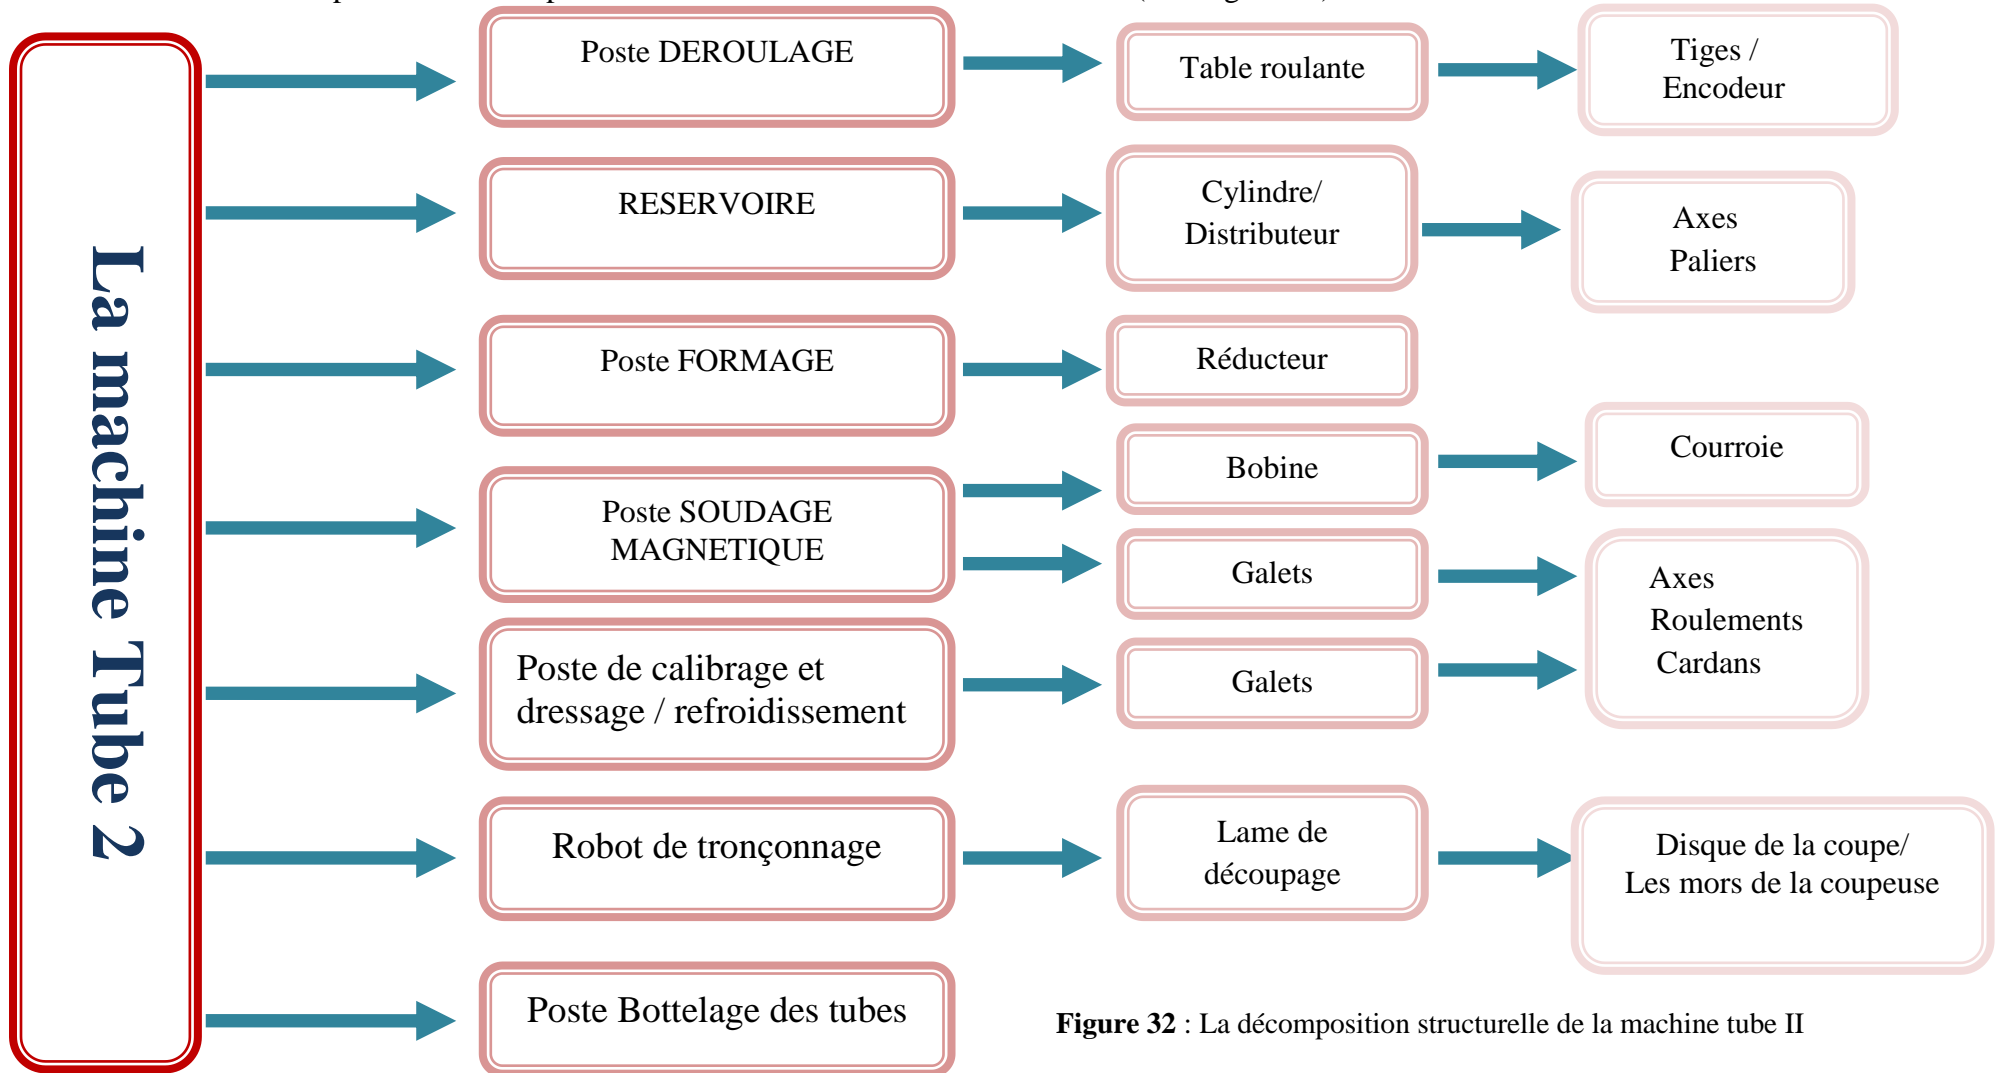 La machine Tube 2
Poste DEROULAGE
Table roulante
Tiges /
Encodeur
RESERVOIRE
Cylindre/
Distributeur
Axes
Paliers
Poste FORMAGE
Réducteur
Poste SOUDAGE
MAGNETIQUE
Bobine
Courroie
Galets
Axes
Roulements
Cardans
Poste de calibrage et
dressage / refroidissement
Galets
Robot de tronçonnage
Lame de
découpage
Disque de la coupe/
Les mors de la coupeuse
Poste Bottelage des tubes
Figure 32 : La décomposition structurelle de la machine tube II